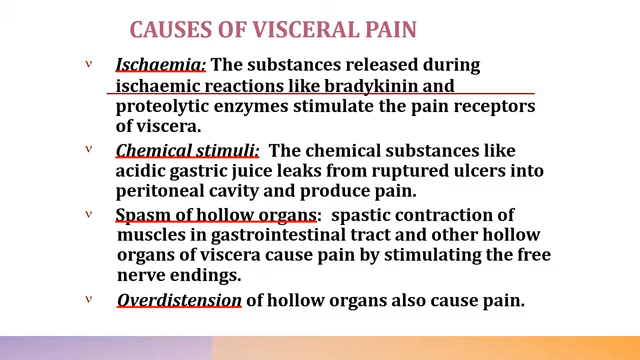 CAUSES OF VISCERAL PAIN
ν Ischaemia: The substances released during
ischaemic reactions like bradykinin and
proteolytic enzymes stimulate the pain receptors
of viscera.
ν Chemical stimuli: The chemical substances like
acidic gastric juice leaks from ruptured ulcers into
peritoneal cavity and produce pain.
ν Spasm of hollow organs: spastic contraction of
muscles in gastrointestinal tract and other hollow
organs of viscera cause pain by stimulating the free
nerve endings.
ν Overdistension of hollow organs also cause pain.